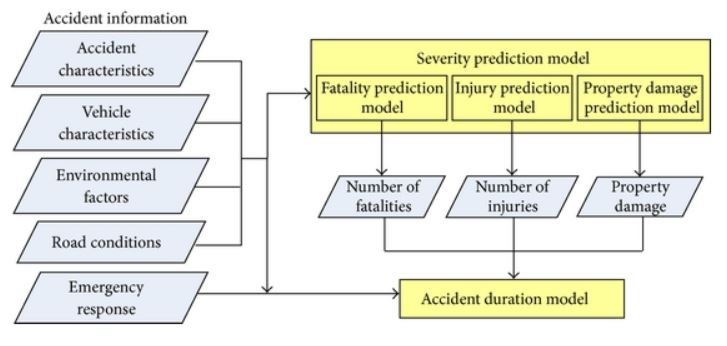 Accident information
Accident
characteristics
Vehicle
characteristics
Environmental
factors
Road conditions
Emergency
response
Severity prediction model
Fatality prediction
model
Injury prediction
model
Property damage
prediction model
Number of
fatalities
Number of
injuries
Property
damage
Accident duration model